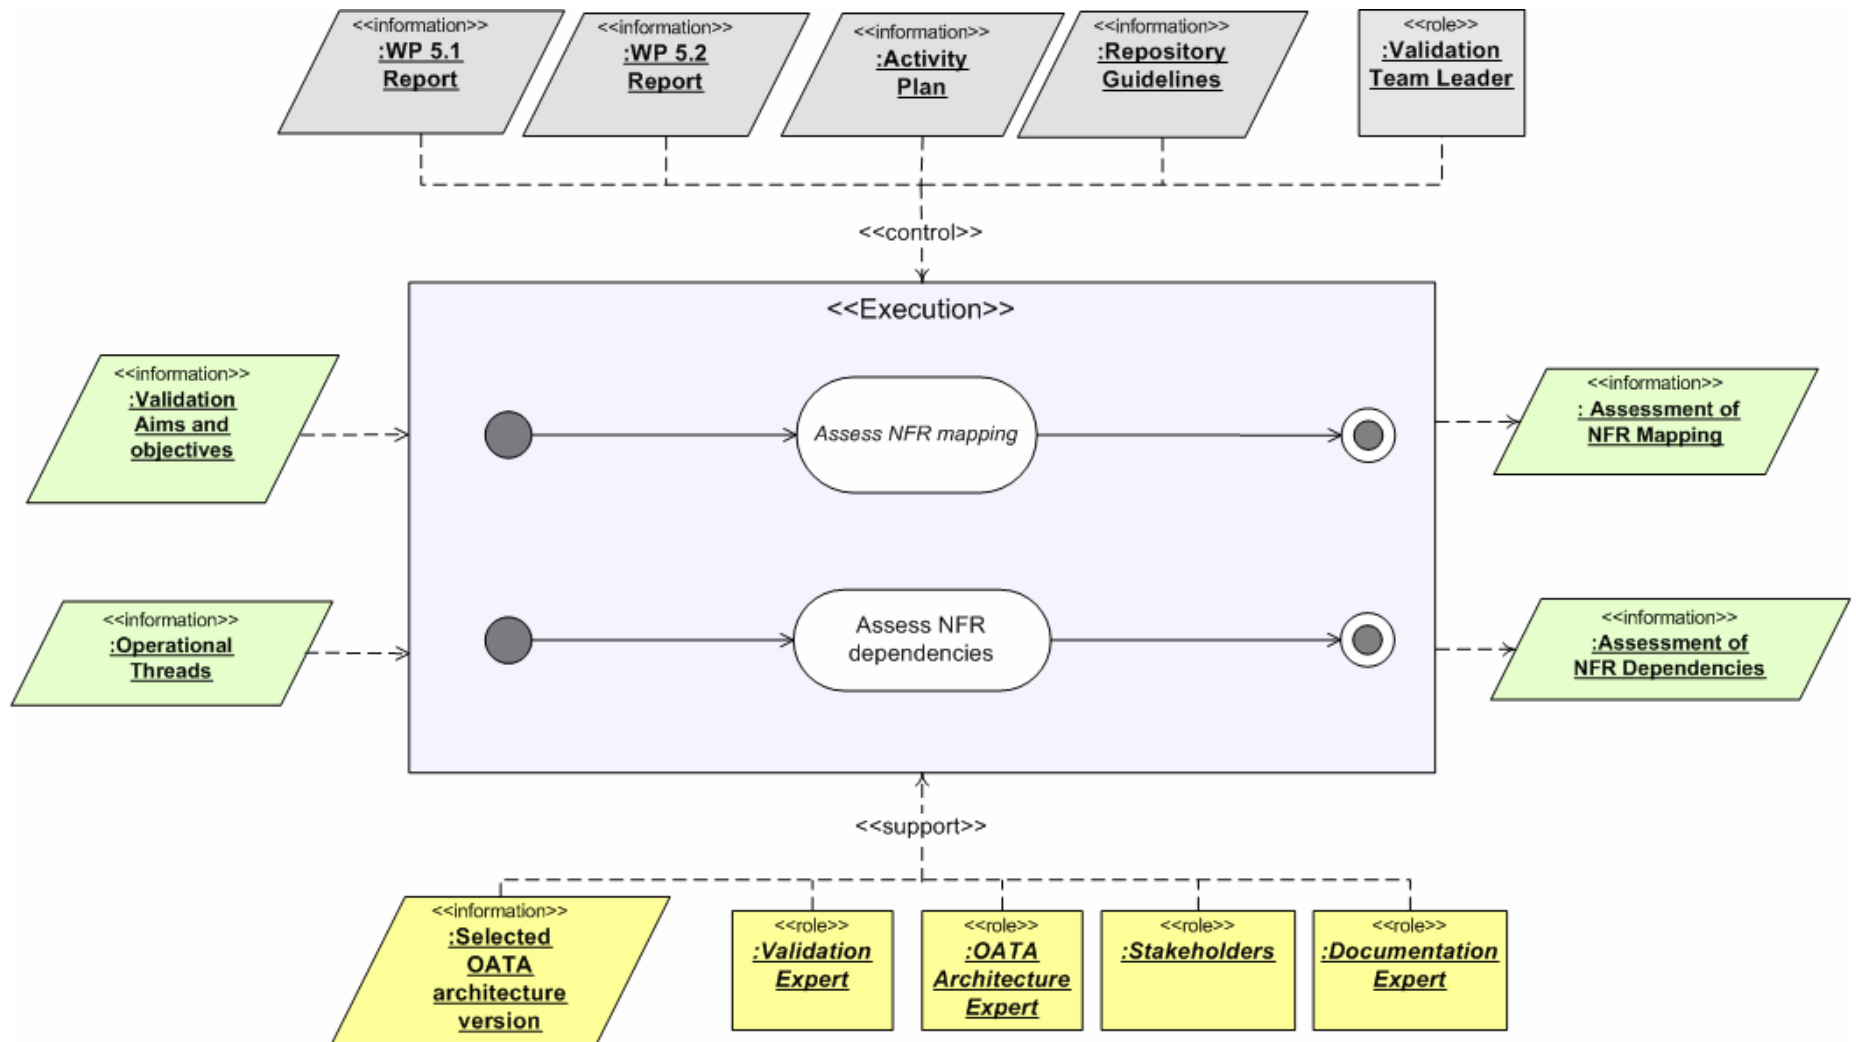 <<information>>
:WP 5.1
Report
<<information>>
:WP 5.2
Report
<<information>>
:Activity
Plan
<<information>>
:Repository
Guidelines
<<role>>
:Validation
Team Leader
<<control>>
<<Execution>>
<<information>>
:Validation
Aims and
objectives
Assess NFR mapping
<<information>>
: Assessment of
NFR Mapping
<<information>>
:Operational
Threads
Assess NFR
dependencies
<<information>>
:Assessment of
NFR Dependencies
<<support>>
<<information>>
:Selected
OATA
architecture
version
<<role>>
:Validation
Expert
<<role>>
:OATA
Architecture
Expert
<<role>>
:Stakeholders
<<role>>
:Documentation
Expert